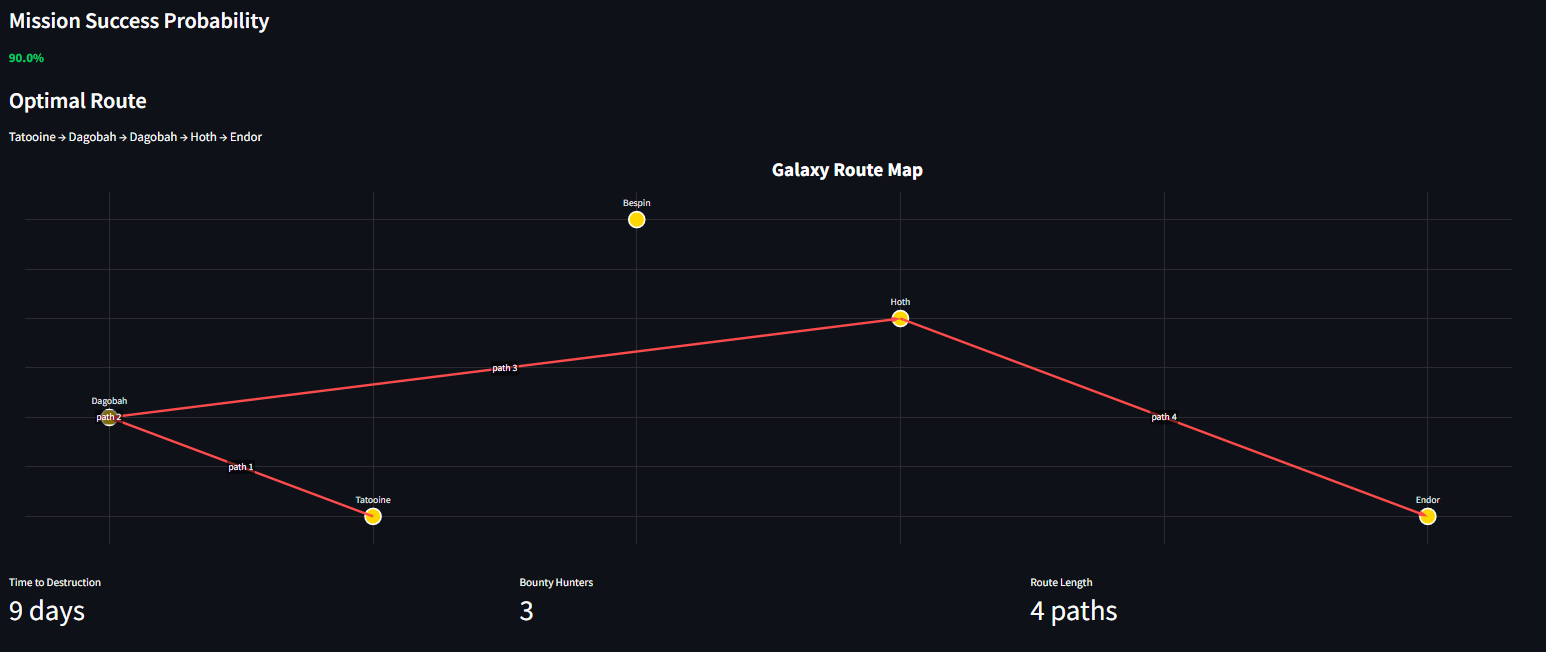 Mission Success Probability
90.0%
Optimal Route
Tatooine → Dagobah → Dagobah → Hoth → Endor
Galaxy Route Map
Bespin
Hoth
path 3
Dagobah
path 2
path 4
path 1
Tatooine
Endor
Time to Destruction
Bounty Hunters
Route Length
9 days
3
4 paths